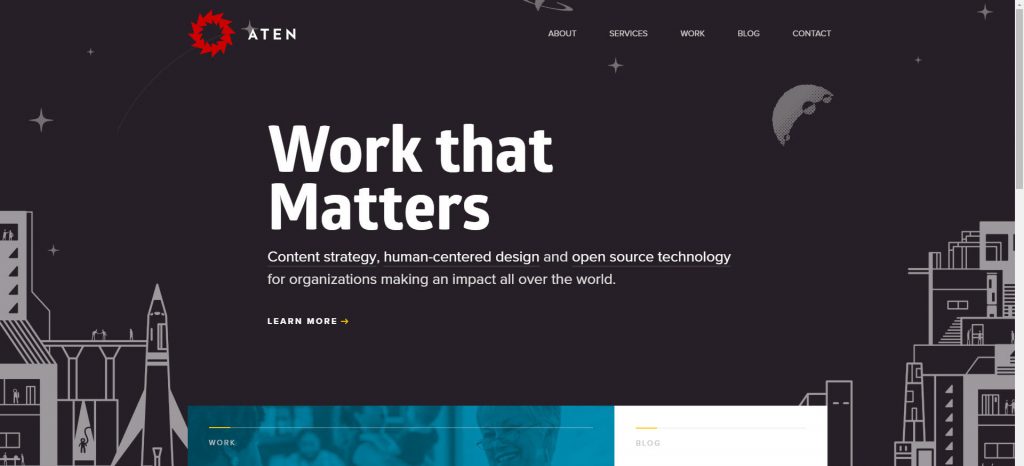 ATEN
ABOUT SERVICES WORK BLOG CONTACT
Work that
Matters
Content strategy, human-centered design and open source technology
for organizations making an impact all over the world.
LEARN MORE →
WORK
BLOG